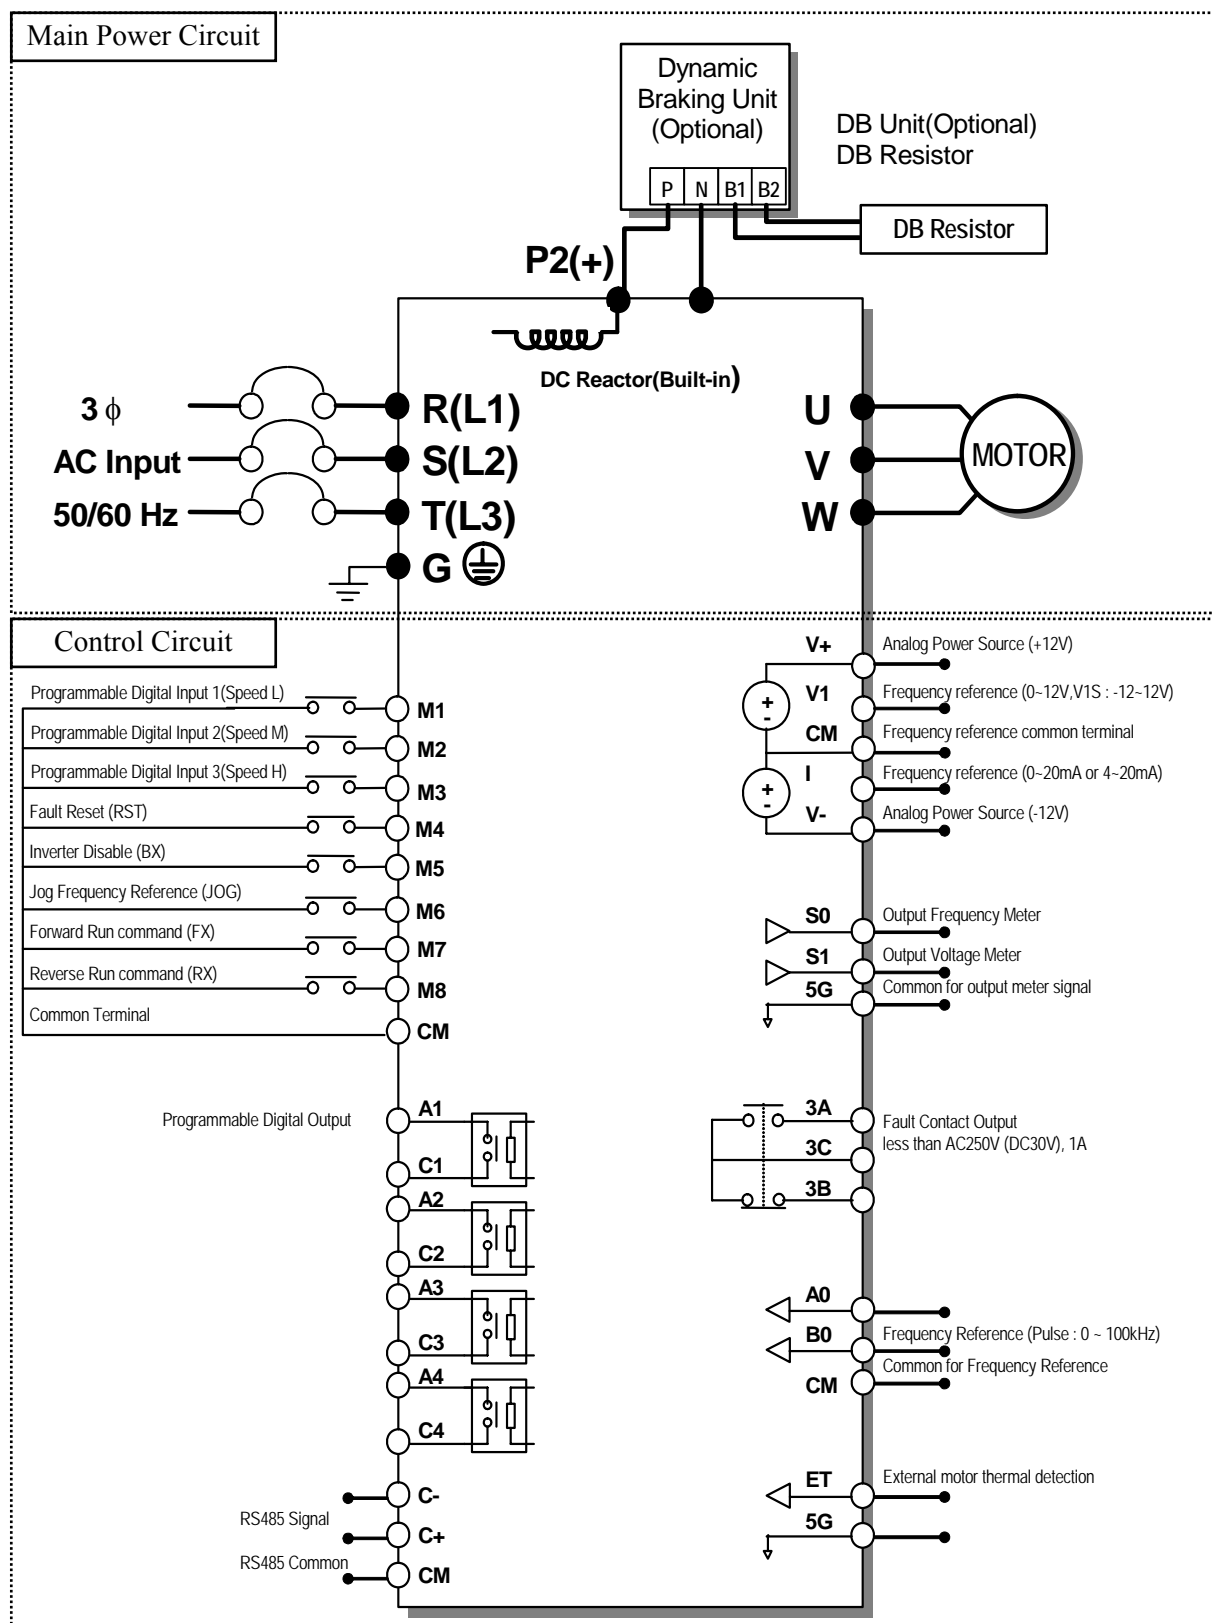 Main Power Circuit
Dynamic
Braking Unit
(Optional)
P N B1 B2
DB Unit(Optional)
DB Resistor
DB Resistor
P2(+)
DC Reactor(Built-in)
3 ϕ
AC Input
50/60 Hz
R(L1)
S(L2)
T(L3)
G
U
V
W
MOTOR
Control Circuit
Programmable Digital Input 1(Speed L)
M1
Programmable Digital Input 2(Speed M)
M2
Programmable Digital Input 3(Speed H)
M3
Fault Reset (RST)
M4
Inverter Disable (BX)
M5
Jog Frequency Reference (JOG)
M6
Forward Run command (FX)
M7
Reverse Run command (RX)
M8
Common Terminal
CM
Programmable Digital Output
A1
C1
A2
C2
A3
C3
A4
C4
C-
RS485 Signal
C+
RS485 Common
CM
V+
Analog Power Source (+12V)
+
-
V1
Frequency reference (0~12V,V1S : -12~12V)
CM
Frequency reference common terminal
+
-
I
Frequency reference (0~20mA or 4~20mA)
V-
Analog Power Source (-12V)
S0
Output Frequency Meter
S1
Output Voltage Meter
5G
Common for output meter signal
3A
Fault Contact Output
less than AC250V (DC30V), 1A
3C
3B
A0
B0
Frequency Reference (Pulse : 0 ~ 100kHz)
Common for Frequency Reference
CM
ET
External motor thermal detection
5G